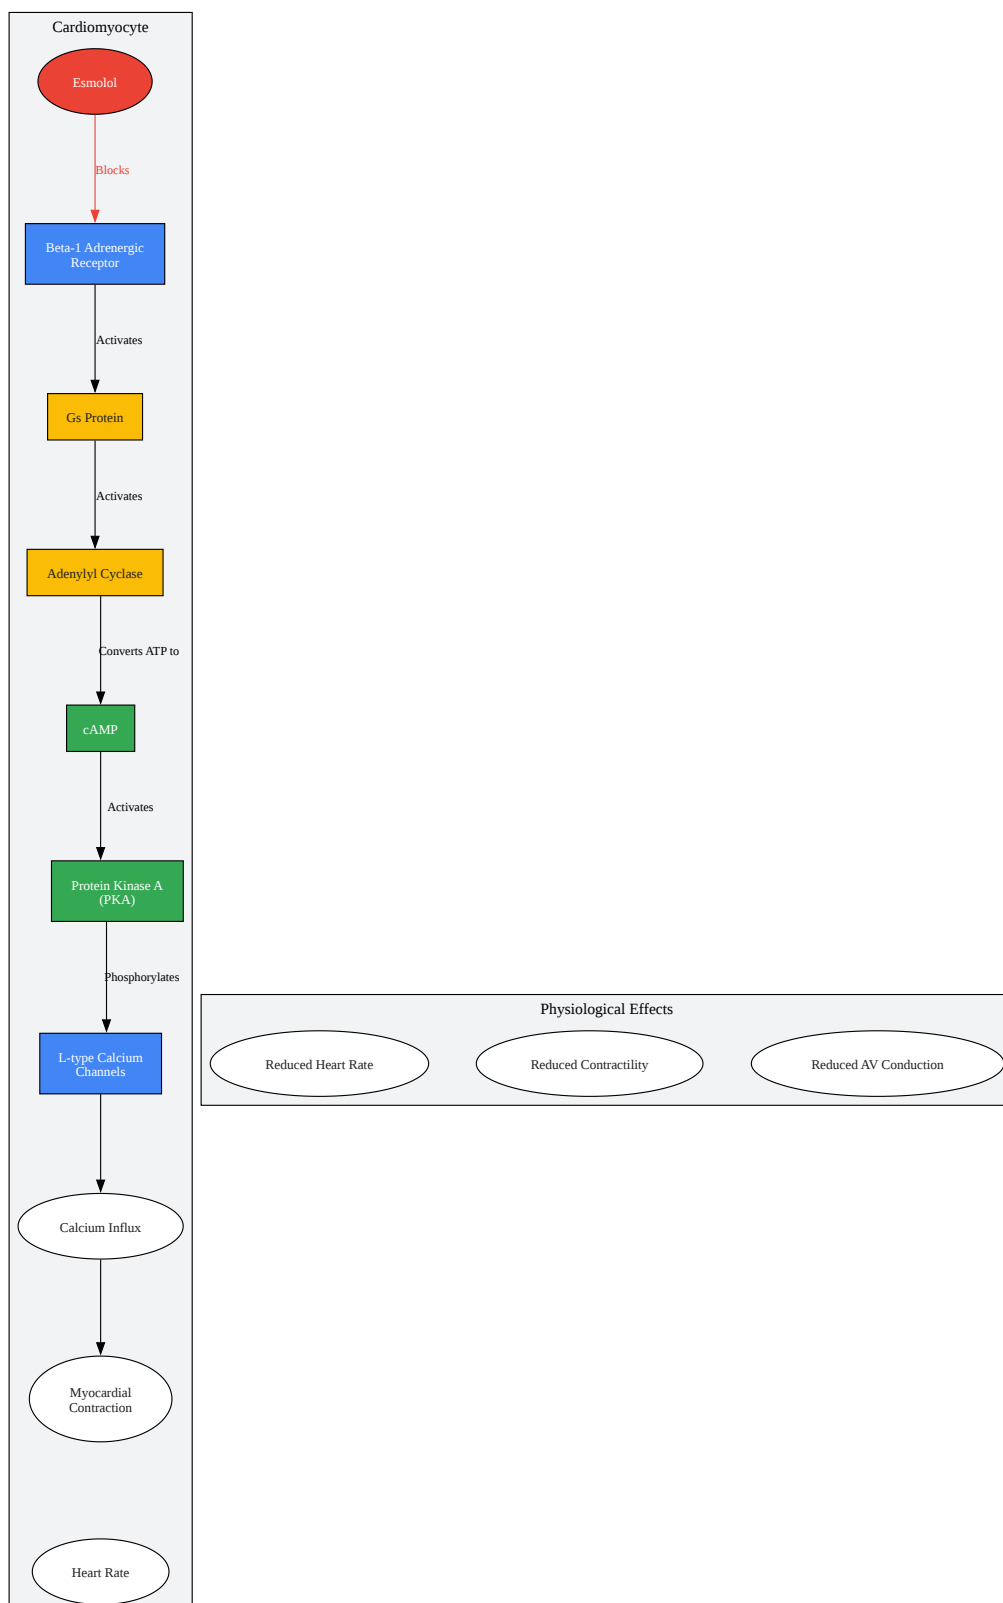 Cardiomyocyte
Esmolol
Blocks
Beta-1 Adrenergic
Receptor
Activates
Gs Protein
Activates
Adenylyl Cyclase
Converts ATP to
cAMP
Activates
Protein Kinase A
(PKA)
Phosphorylates
L-type Calcium
Channels
Calcium Influx
Myocardial
Contraction
Heart Rate
Physiological Effects
Reduced Heart Rate
Reduced Contractility
Reduced AV Conduction